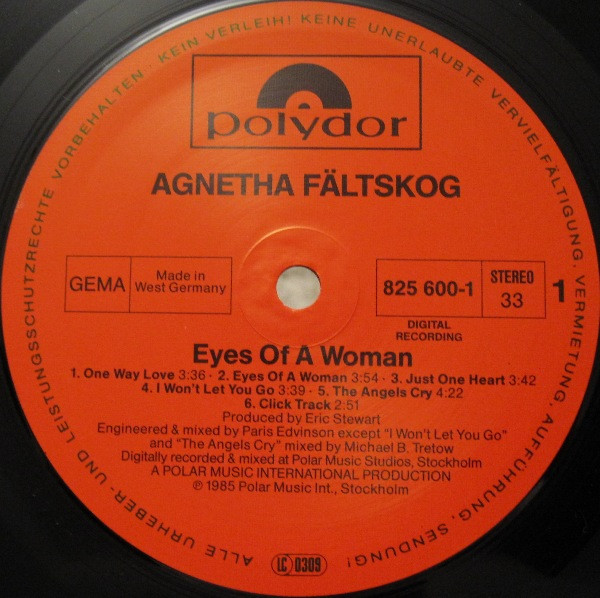 ALLE URHEBER- UND LEISTUNGSSCHUTZRECHTE VORBEHALTEN · KEIN VERLEIH! KEINE UNERLAUBTE VERVIELFÄLTIGUNG, VERMIETUNG, AUFFÜHRUNG, SENDUNG!
polydor
AGNETHA FÄLTSKOG
GEMA
Made in
West Germany
825 600-1
STEREO
33
1
DIGITAL
RECORDING
Eyes Of A Woman
1. One Way Love 3:36 · 2. Eyes Of A Woman 3:54 · 3. Just One Heart 3:42
4. I Won't Let You Go 3:39 · 5. The Angels Cry 4:22
6. Click Track 2:51
Produced by Eric Stewart
Engineered & mixed by Paris Edvinson except "I Won't Let You Go"
and "The Angels Cry" mixed by Michael B. Tretow
Digitally recorded & mixed at Polar Music Studios, Stockholm
A POLAR MUSIC INTERNATIONAL PRODUCTION
℗ 1985 Polar Music Int., Stockholm
LC 0309